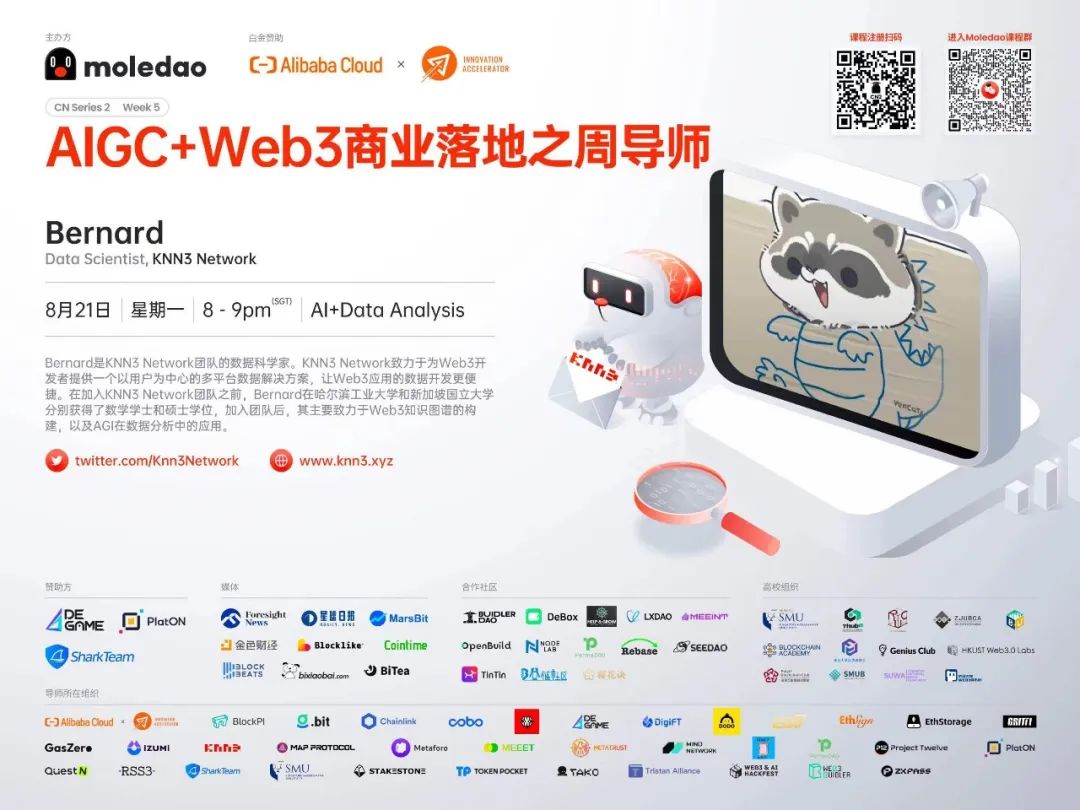 主办方
moledao
白金赞助
Alibaba Cloud × INNOVATION ACCELERATOR
课程注册扫码
进入Moledao课程群
CN Series 2 Week 5
AIGC+Web3商业落地之周导师
Bernard
Data Scientist, KNN3 Network
8月21日 星期一 8 - 9pm (SGT) AI+Data Analysis
Bernard是KNN3 Network团队的数据科学家。KNN3 Network致力于为Web3开
发者提供一个以用户为中心的多平台数据解决方案，让Web3应用的数据开发更便
捷。在加入KNN3 Network团队之前，Bernard在哈尔滨工业大学和新加坡国立大学
分别获得了数学学士和硕士学位，加入团队后，其主要致力于Web3知识图谱的构
建，以及AGI在数据分析中的应用。
twitter.com/Knn3Network www.knn3.xyz
Knn3
赞助方
DE GAME PlatON
SharkTeam
媒体
Foresight News 星球日报 MarsBit
金色财经 Blocklike Cointime
BLOCK BEATS bixiaobai.com BiTea
合作社区
BUIDLER DAO DeBox HELP & GROW LXDAO MEEINT
OpenBuild NODE LAB Rebase SEEDAO
TinTin
高校组织
SMU THUBA ZJUBCA
BLOCKCHAIN ACADEMY Genius Club HKUST Web3.0 Labs
SMUB
导师所在组织
Alibaba Cloud × INNOVATION ACCELERATOR BlockPI .bit Chainlink cobo DE GAME DigiFT DODO EthSign EthStorage
GasZero IZUMI Knn3 MAP PROTOCOL Metaforo MEEET METATRUST MIND NETWORK Project Twelve PlatON
QuestN RSS3 SharkTeam SMU STAKESTONE TOKEN POCKET TAKO Tristan Alliance WEB3 & AI HACKFEST WEB3 BUIDLER ZKPASS